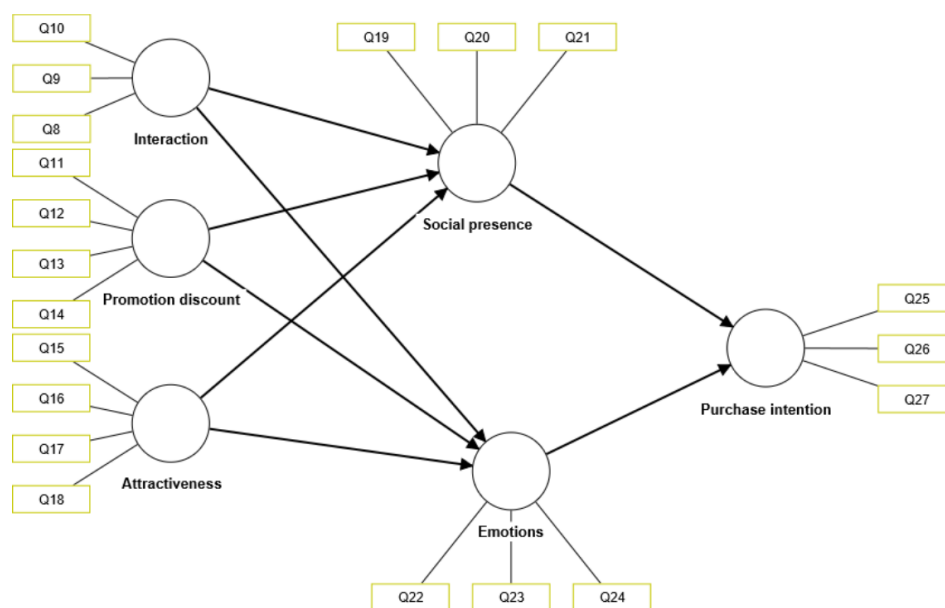 Q10
Q9
Q8
Interaction
Q11
Q12
Q13
Q14
Promotion discount
Q15
Q16
Q17
Q18
Attractiveness
Q19
Q20
Q21
Social presence
Emotions
Q22
Q23
Q24
Q25
Q26
Q27
Purchase intention